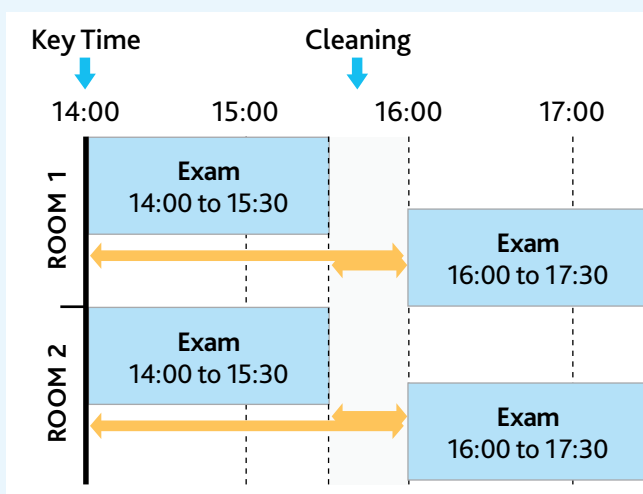 Key Time Cleaning
14:00 15:00 16:00 17:00
ROOM 1
Exam
14:00 to 15:30
Exam
16:00 to 17:30
ROOM 2
Exam
14:00 to 15:30
Exam
16:00 to 17:30